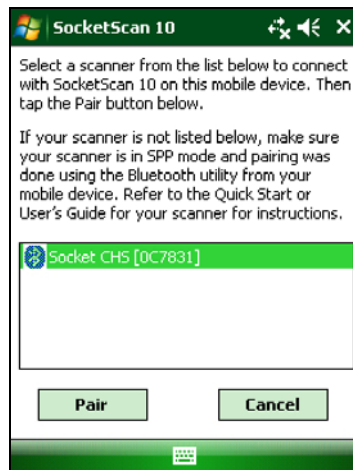 SocketScan 10
Select a scanner from the list below to connect
with SocketScan 10 on this mobile device. Then
tap the Pair button below.
If your scanner is not listed below, make sure
your scanner is in SPP mode and pairing was
done using the Bluetooth utility from your
mobile device. Refer to the Quick Start or
User's Guide for your scanner for instructions.
Socket CHS [0C7831]
Pair
Cancel